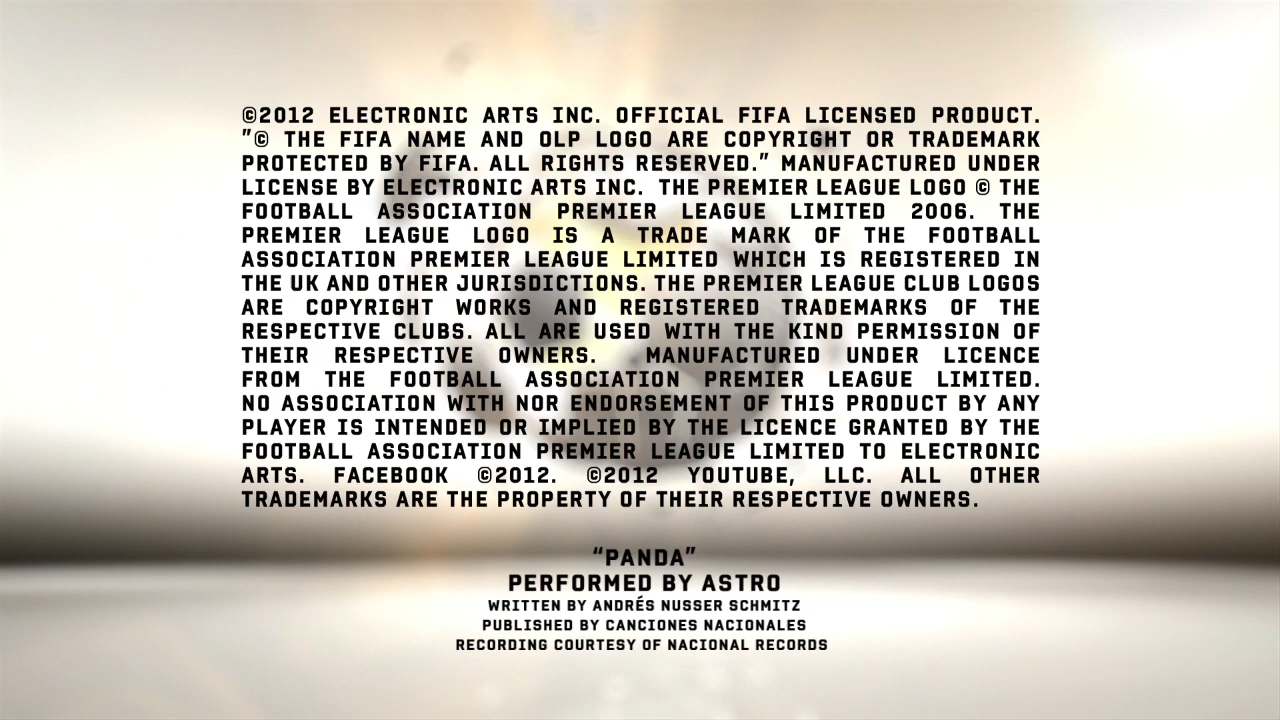 ©2012 ELECTRONIC ARTS INC. OFFICIAL FIFA LICENSED PRODUCT.
"© THE FIFA NAME AND OLP LOGO ARE COPYRIGHT OR TRADEMARK
PROTECTED BY FIFA. ALL RIGHTS RESERVED." MANUFACTURED UNDER
LICENSE BY ELECTRONIC ARTS INC. THE PREMIER LEAGUE LOGO © THE
FOOTBALL ASSOCIATION PREMIER LEAGUE LIMITED 2006. THE
PREMIER LEAGUE LOGO IS A TRADE MARK OF THE FOOTBALL
ASSOCIATION PREMIER LEAGUE LIMITED WHICH IS REGISTERED IN
THE UK AND OTHER JURISDICTIONS. THE PREMIER LEAGUE CLUB LOGOS
ARE COPYRIGHT WORKS AND REGISTERED TRADEMARKS OF THE
RESPECTIVE CLUBS. ALL ARE USED WITH THE KIND PERMISSION OF
THEIR RESPECTIVE OWNERS. MANUFACTURED UNDER LICENCE
FROM THE FOOTBALL ASSOCIATION PREMIER LEAGUE LIMITED.
NO ASSOCIATION WITH NOR ENDORSEMENT OF THIS PRODUCT BY ANY
PLAYER IS INTENDED OR IMPLIED BY THE LICENCE GRANTED BY THE
FOOTBALL ASSOCIATION PREMIER LEAGUE LIMITED TO ELECTRONIC
ARTS. FACEBOOK ©2012. ©2012 YOUTUBE, LLC. ALL OTHER
TRADEMARKS ARE THE PROPERTY OF THEIR RESPECTIVE OWNERS.
“PANDA”
PERFORMED BY ASTRO
WRITTEN BY ANDRÉS NUSSER SCHMITZ
PUBLISHED BY CANCIONES NACIONALES
RECORDING COURTESY OF NACIONAL RECORDS